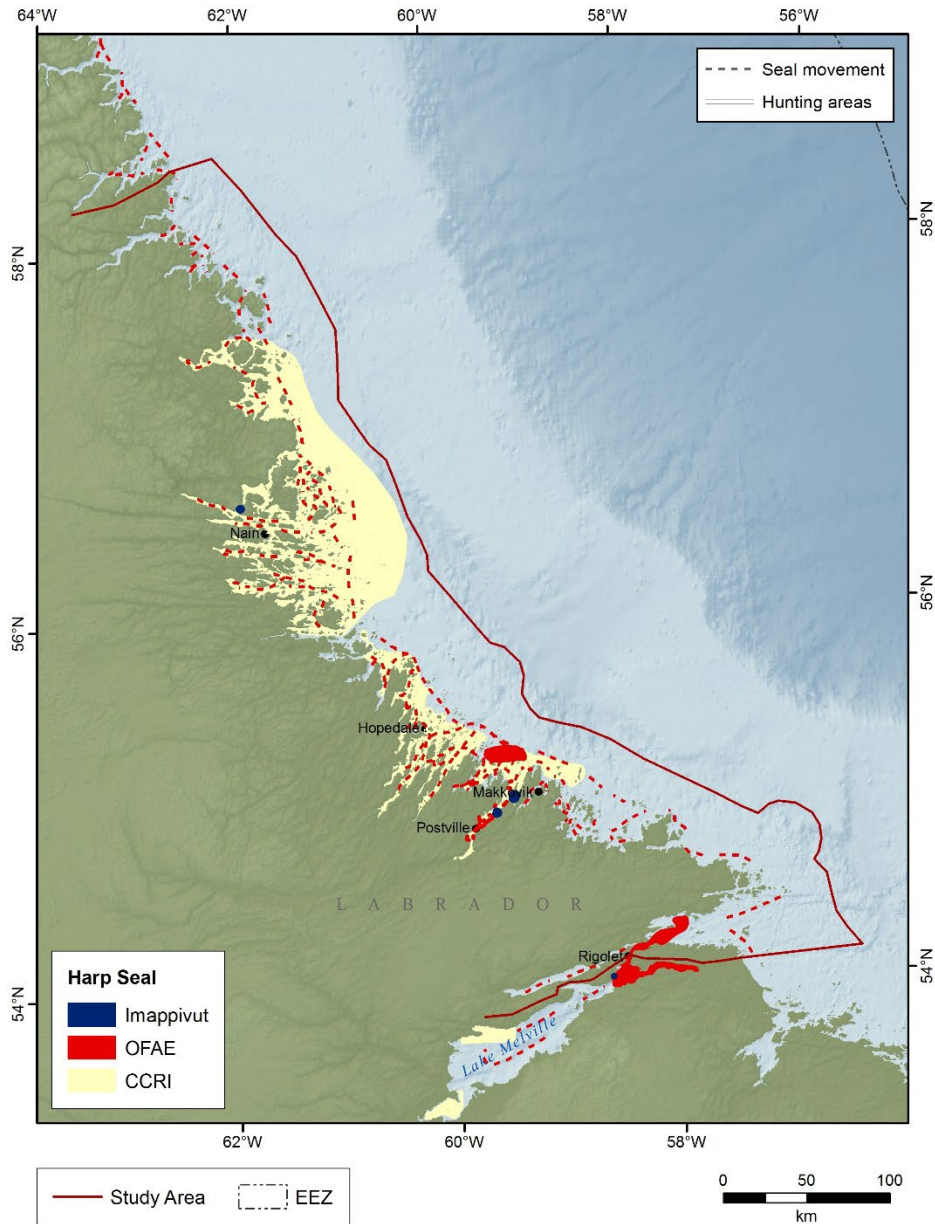 64°W 62°W 60°W 58°W 56°W
Seal movement
Hunting areas
58°N
58°N
Nain
56°N
56°N
Hopedale
Makkovik
Postville
LABRADOR
Rigolet
54°N
54°N
Lake Melville
Harp Seal
Imappivut
OFAE
CCRI
62°W 60°W 58°W
Study Area EEZ
0 50 100
km